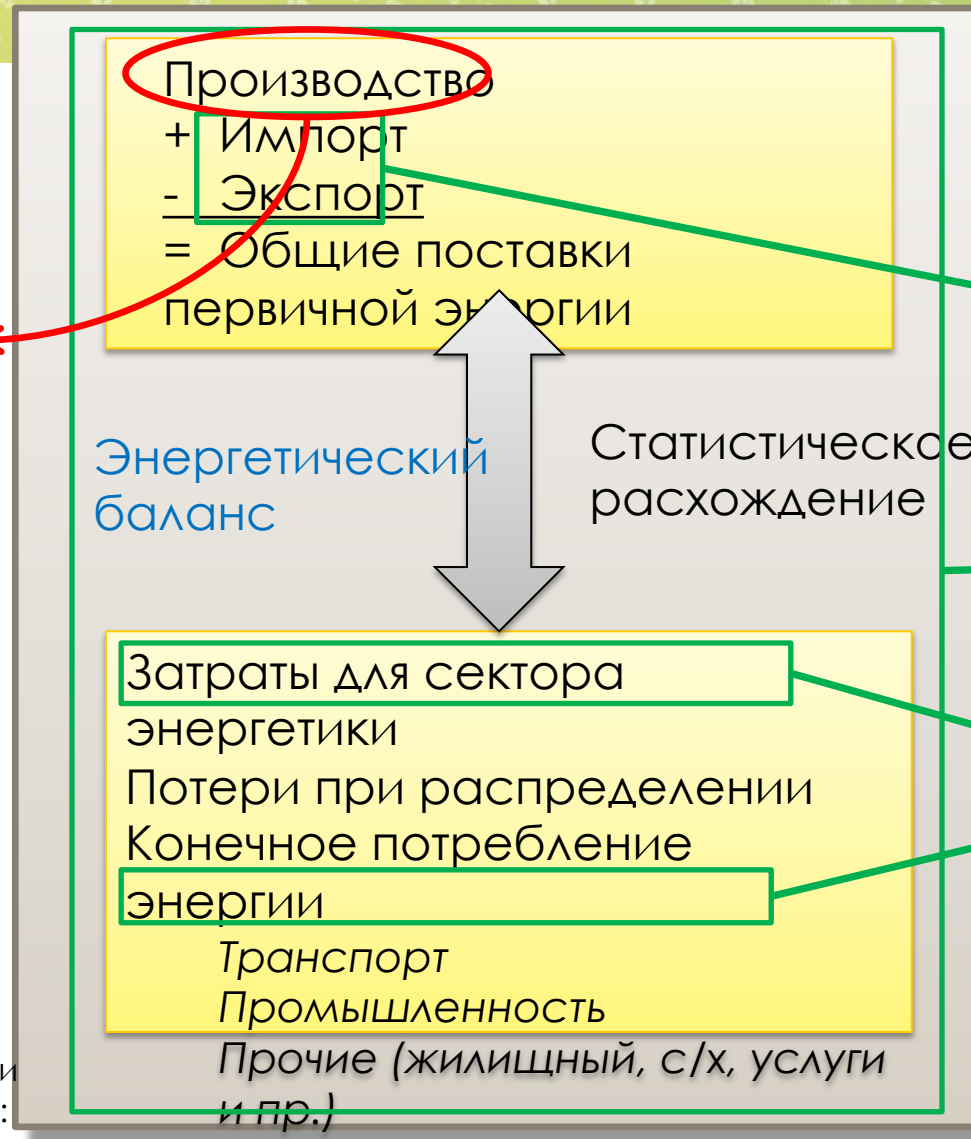 Производство
+ Импорт
- Экспорт
= Общие поставки
первичной энергии
Энергетический
баланс
Статистическое
расхождение
Затраты для сектора
энергетики
Потери при распределении
Конечное потребление
энергии
Транспорт
Промышленность
Прочие (жилищный, с/х, услуги
и пр.)
и
: